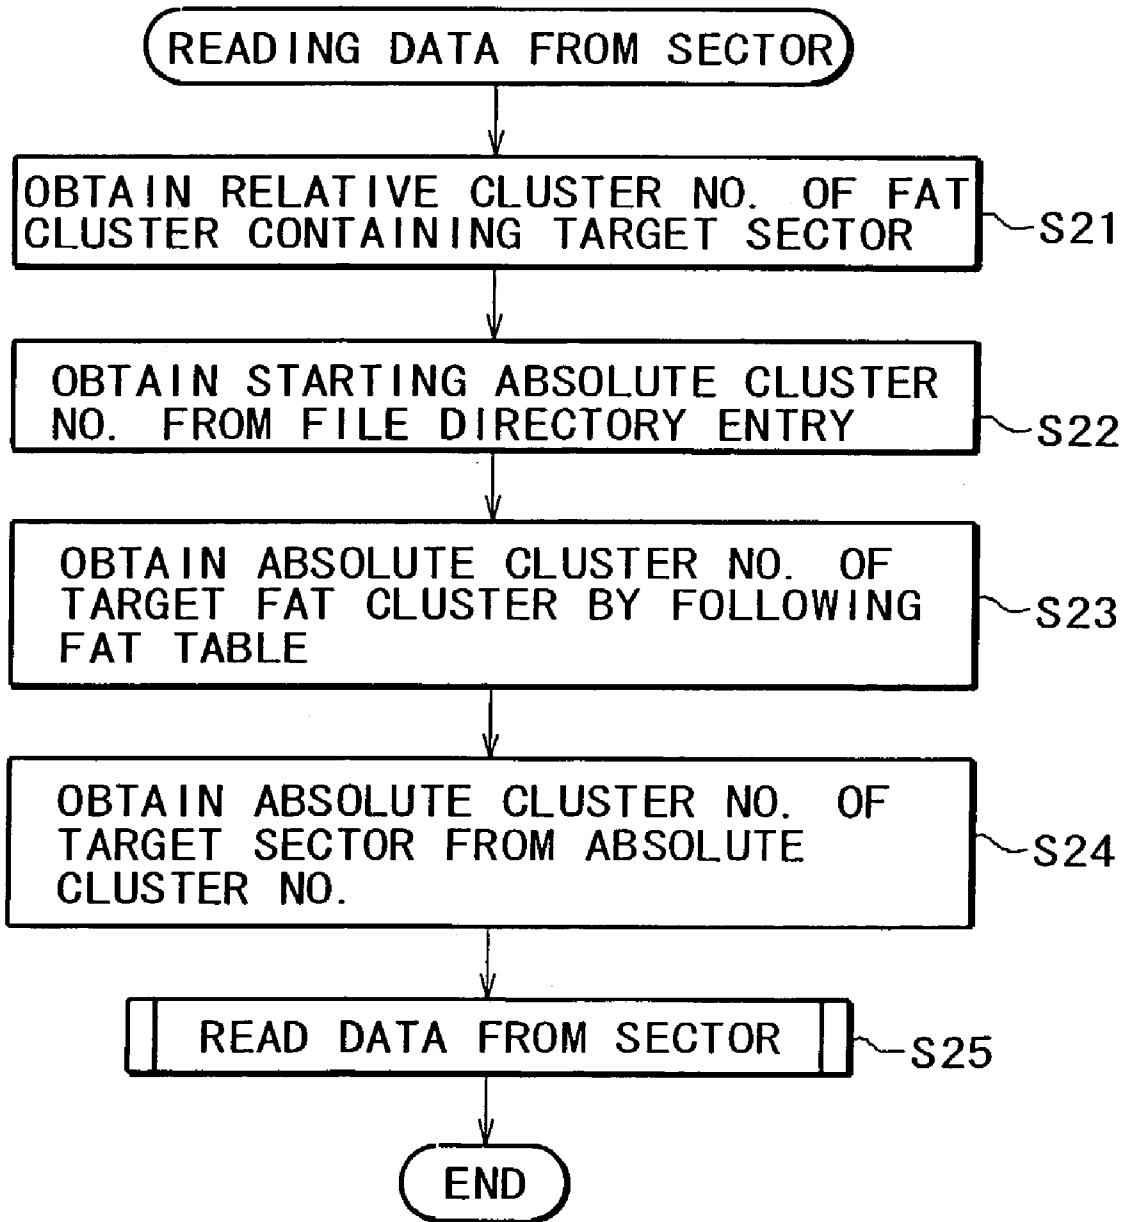 READING DATA FROM SECTOR
OBTAIN RELATIVE CLUSTER NO. OF FAT
CLUSTER CONTAINING TARGET SECTOR
S21
OBTAIN STARTING ABSOLUTE CLUSTER
NO. FROM FILE DIRECTORY ENTRY
S22
OBTAIN ABSOLUTE CLUSTER NO. OF
TARGET FAT CLUSTER BY FOLLOWING
FAT TABLE
S23
OBTAIN ABSOLUTE CLUSTER NO. OF
TARGET SECTOR FROM ABSOLUTE
CLUSTER NO.
S24
READ DATA FROM SECTOR
S25
END